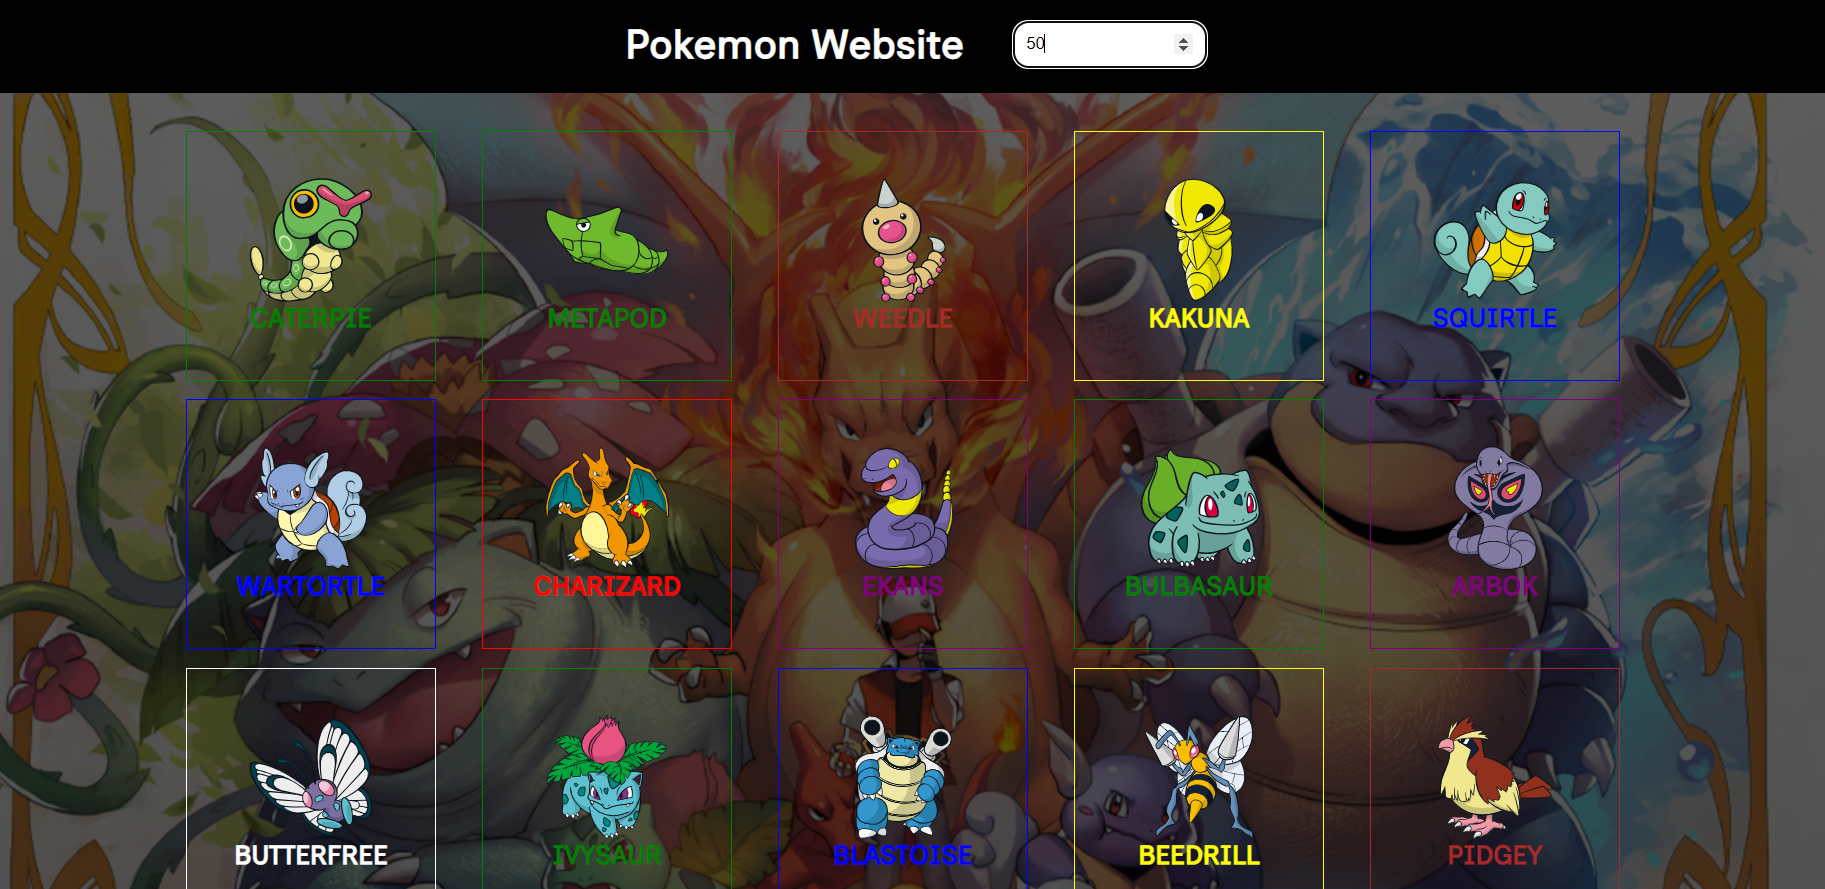 Pokemon Website
50
CATERPIE
METAPOD
WEEDLE
KAKUNA
SQUIRTLE
WARTORTLE
CHARIZARD
EKANS
BULBASAUR
ARBOK
BUTTERFREE
IVYSAUR
BLASTOISE
BEEDRILL
PIDGEY